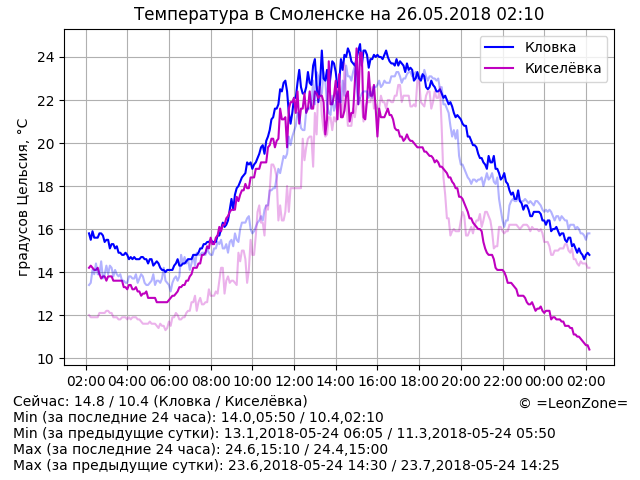 Температура в Смоленске на 26.05.2018 02:10
градусов Цельсия, °C
24
22
20
18
16
14
12
10
Кловка
Киселёвка
02:00 04:00 06:00 08:00 10:00 12:00 14:00 16:00 18:00 20:00 22:00 00:00 02:00
Сейчас: 14.8 / 10.4 (Кловка / Киселёвка)
© =LeonZone=
Min (за последние 24 часа): 14.0,05:50 / 10.4,02:10
Min (за предыдущие сутки): 13.1,2018-05-24 06:05 / 11.3,2018-05-24 05:50
Max (за последние 24 часа): 24.6,15:10 / 24.4,15:00
Max (за предыдущие сутки): 23.6,2018-05-24 14:30 / 23.7,2018-05-24 14:25